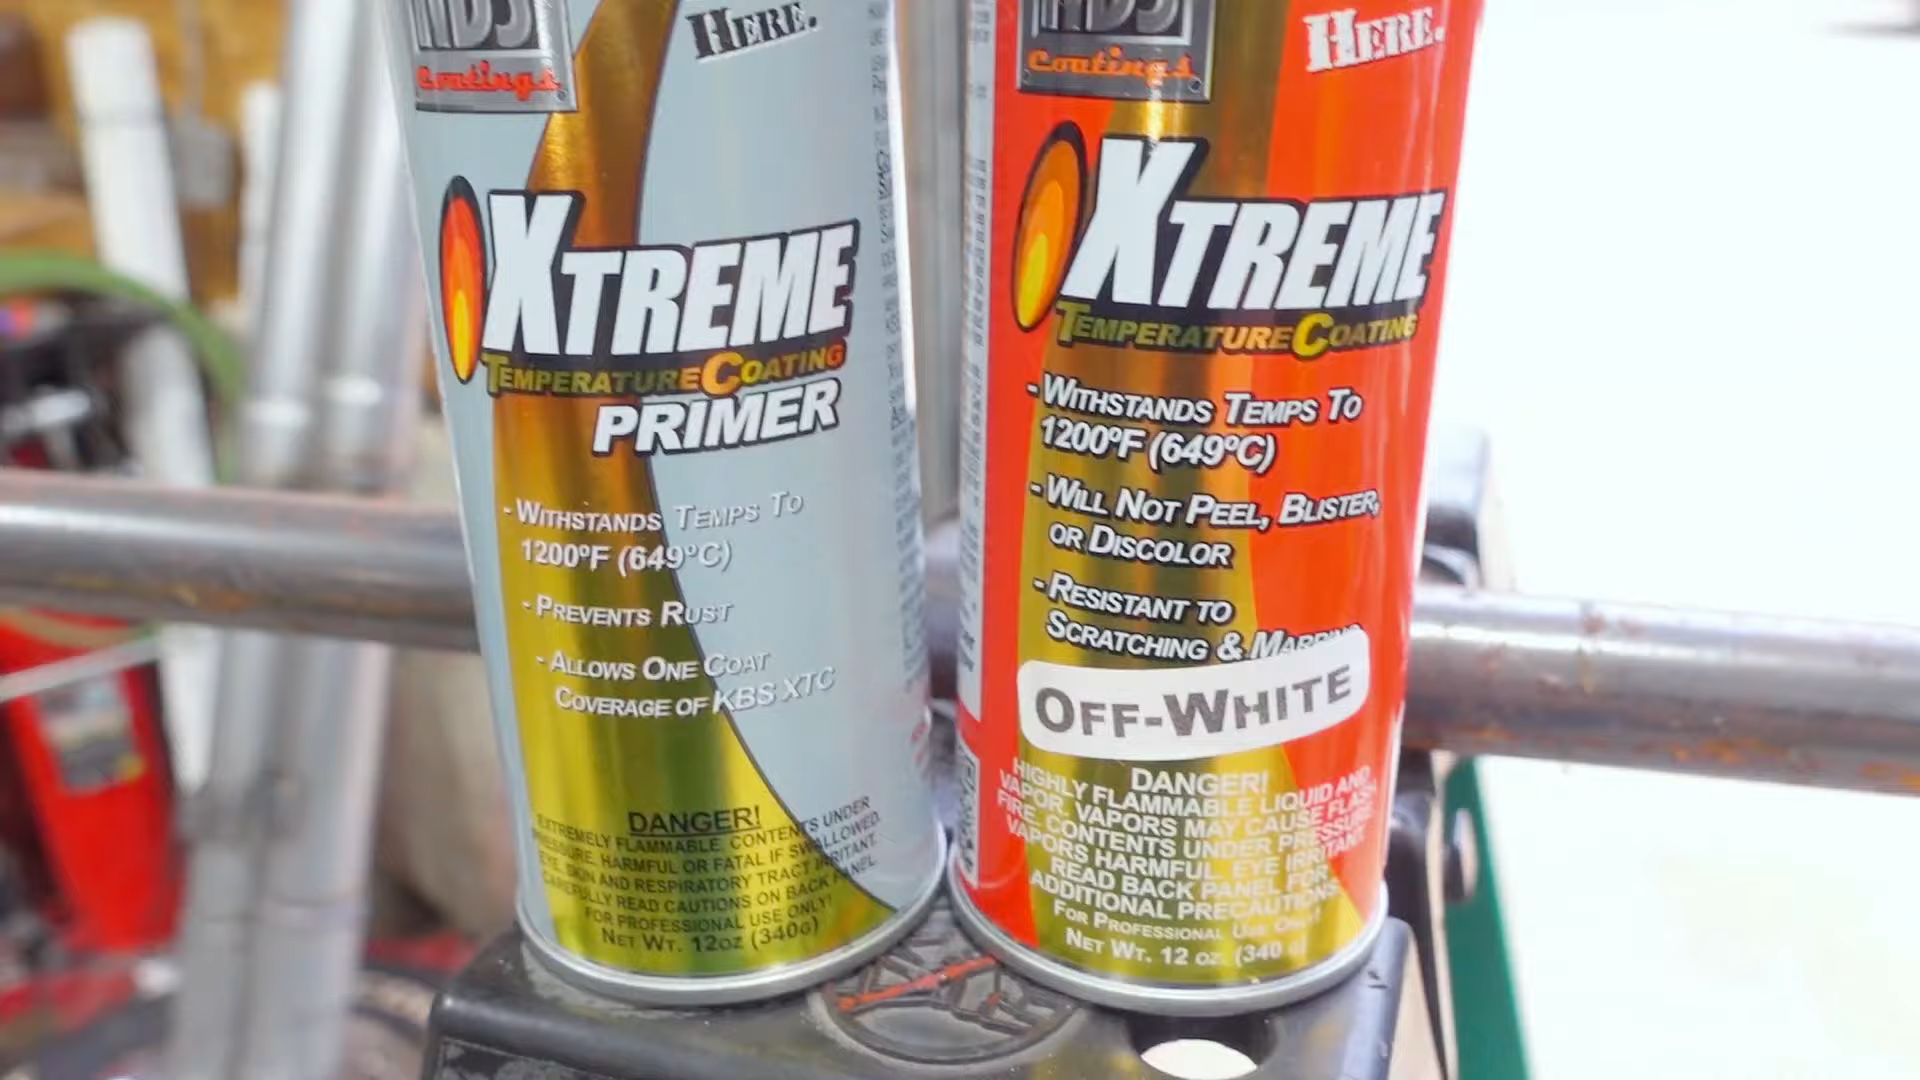 HERE.
Coatings
XTREME
TEMPERATURE COATING
PRIMER
- WITHSTANDS TEMPS TO
1200ºF (649ºC)
- PREVENTS RUST
- ALLOWS ONE COAT
COVERAGE OF KBS XTC
DANGER!
EXTREMELY FLAMMABLE. CONTENTS UNDER
PRESSURE. HARMFUL OR FATAL IF SWALLOWED.
EYE, SKIN AND RESPIRATORY TRACT IRRITANT.
CAREFULLY READ CAUTIONS ON BACK PANEL.
FOR PROFESSIONAL USE ONLY!
NET WT. 12OZ (340G)
HERE.
Coatings
XTREME
TEMPERATURE COATING
- WITHSTANDS TEMPS TO
1200ºF (649ºC)
- WILL NOT PEEL, BLISTER,
OR DISCOLOR
- RESISTANT TO
SCRATCHING &
OFF-WHITE
DANGER!
HIGHLY FLAMMABLE LIQUID AND
VAPOR. VAPORS MAY CAUSE FLASH
FIRE. CONTENTS UNDER PRESSURE.
VAPORS HARMFUL. EYE IRRITANT.
READ BACK PANEL FOR
ADDITIONAL PRECAUTIONS.
FOR PROFESSIONAL USE ONLY!
NET WT. 12 OZ. (340 G)